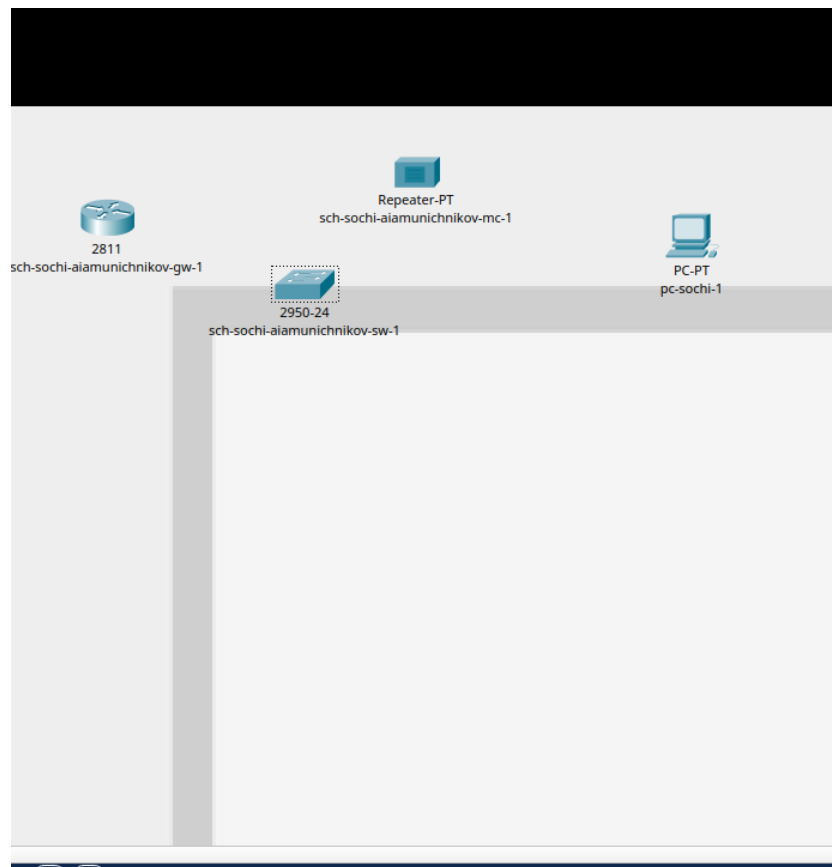 Repeater-PT
sch-sochi-aiamunichnikov-mc-1
2811
sch-sochi-aiamunichnikov-gw-1
PC-PT
pc-sochi-1
2950-24
sch-sochi-aiamunichnikov-sw-1